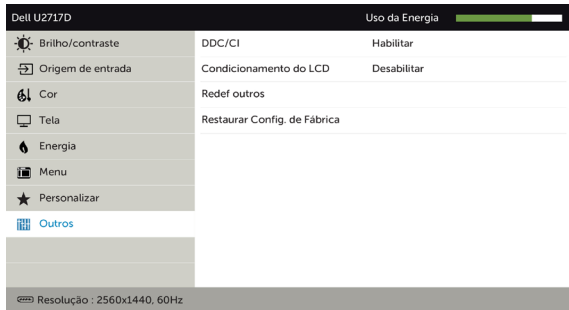 Dell U2717D Uso da Energia
Brilho/contraste DDC/CI Habilitar
Origem de entrada Condicionamento do LCD Desabilitar
Cor Redef outros
Tela Restaurar Config. de Fábrica
Energia
Menu
Personalizar
Outros
Resolução : 2560x1440, 60Hz